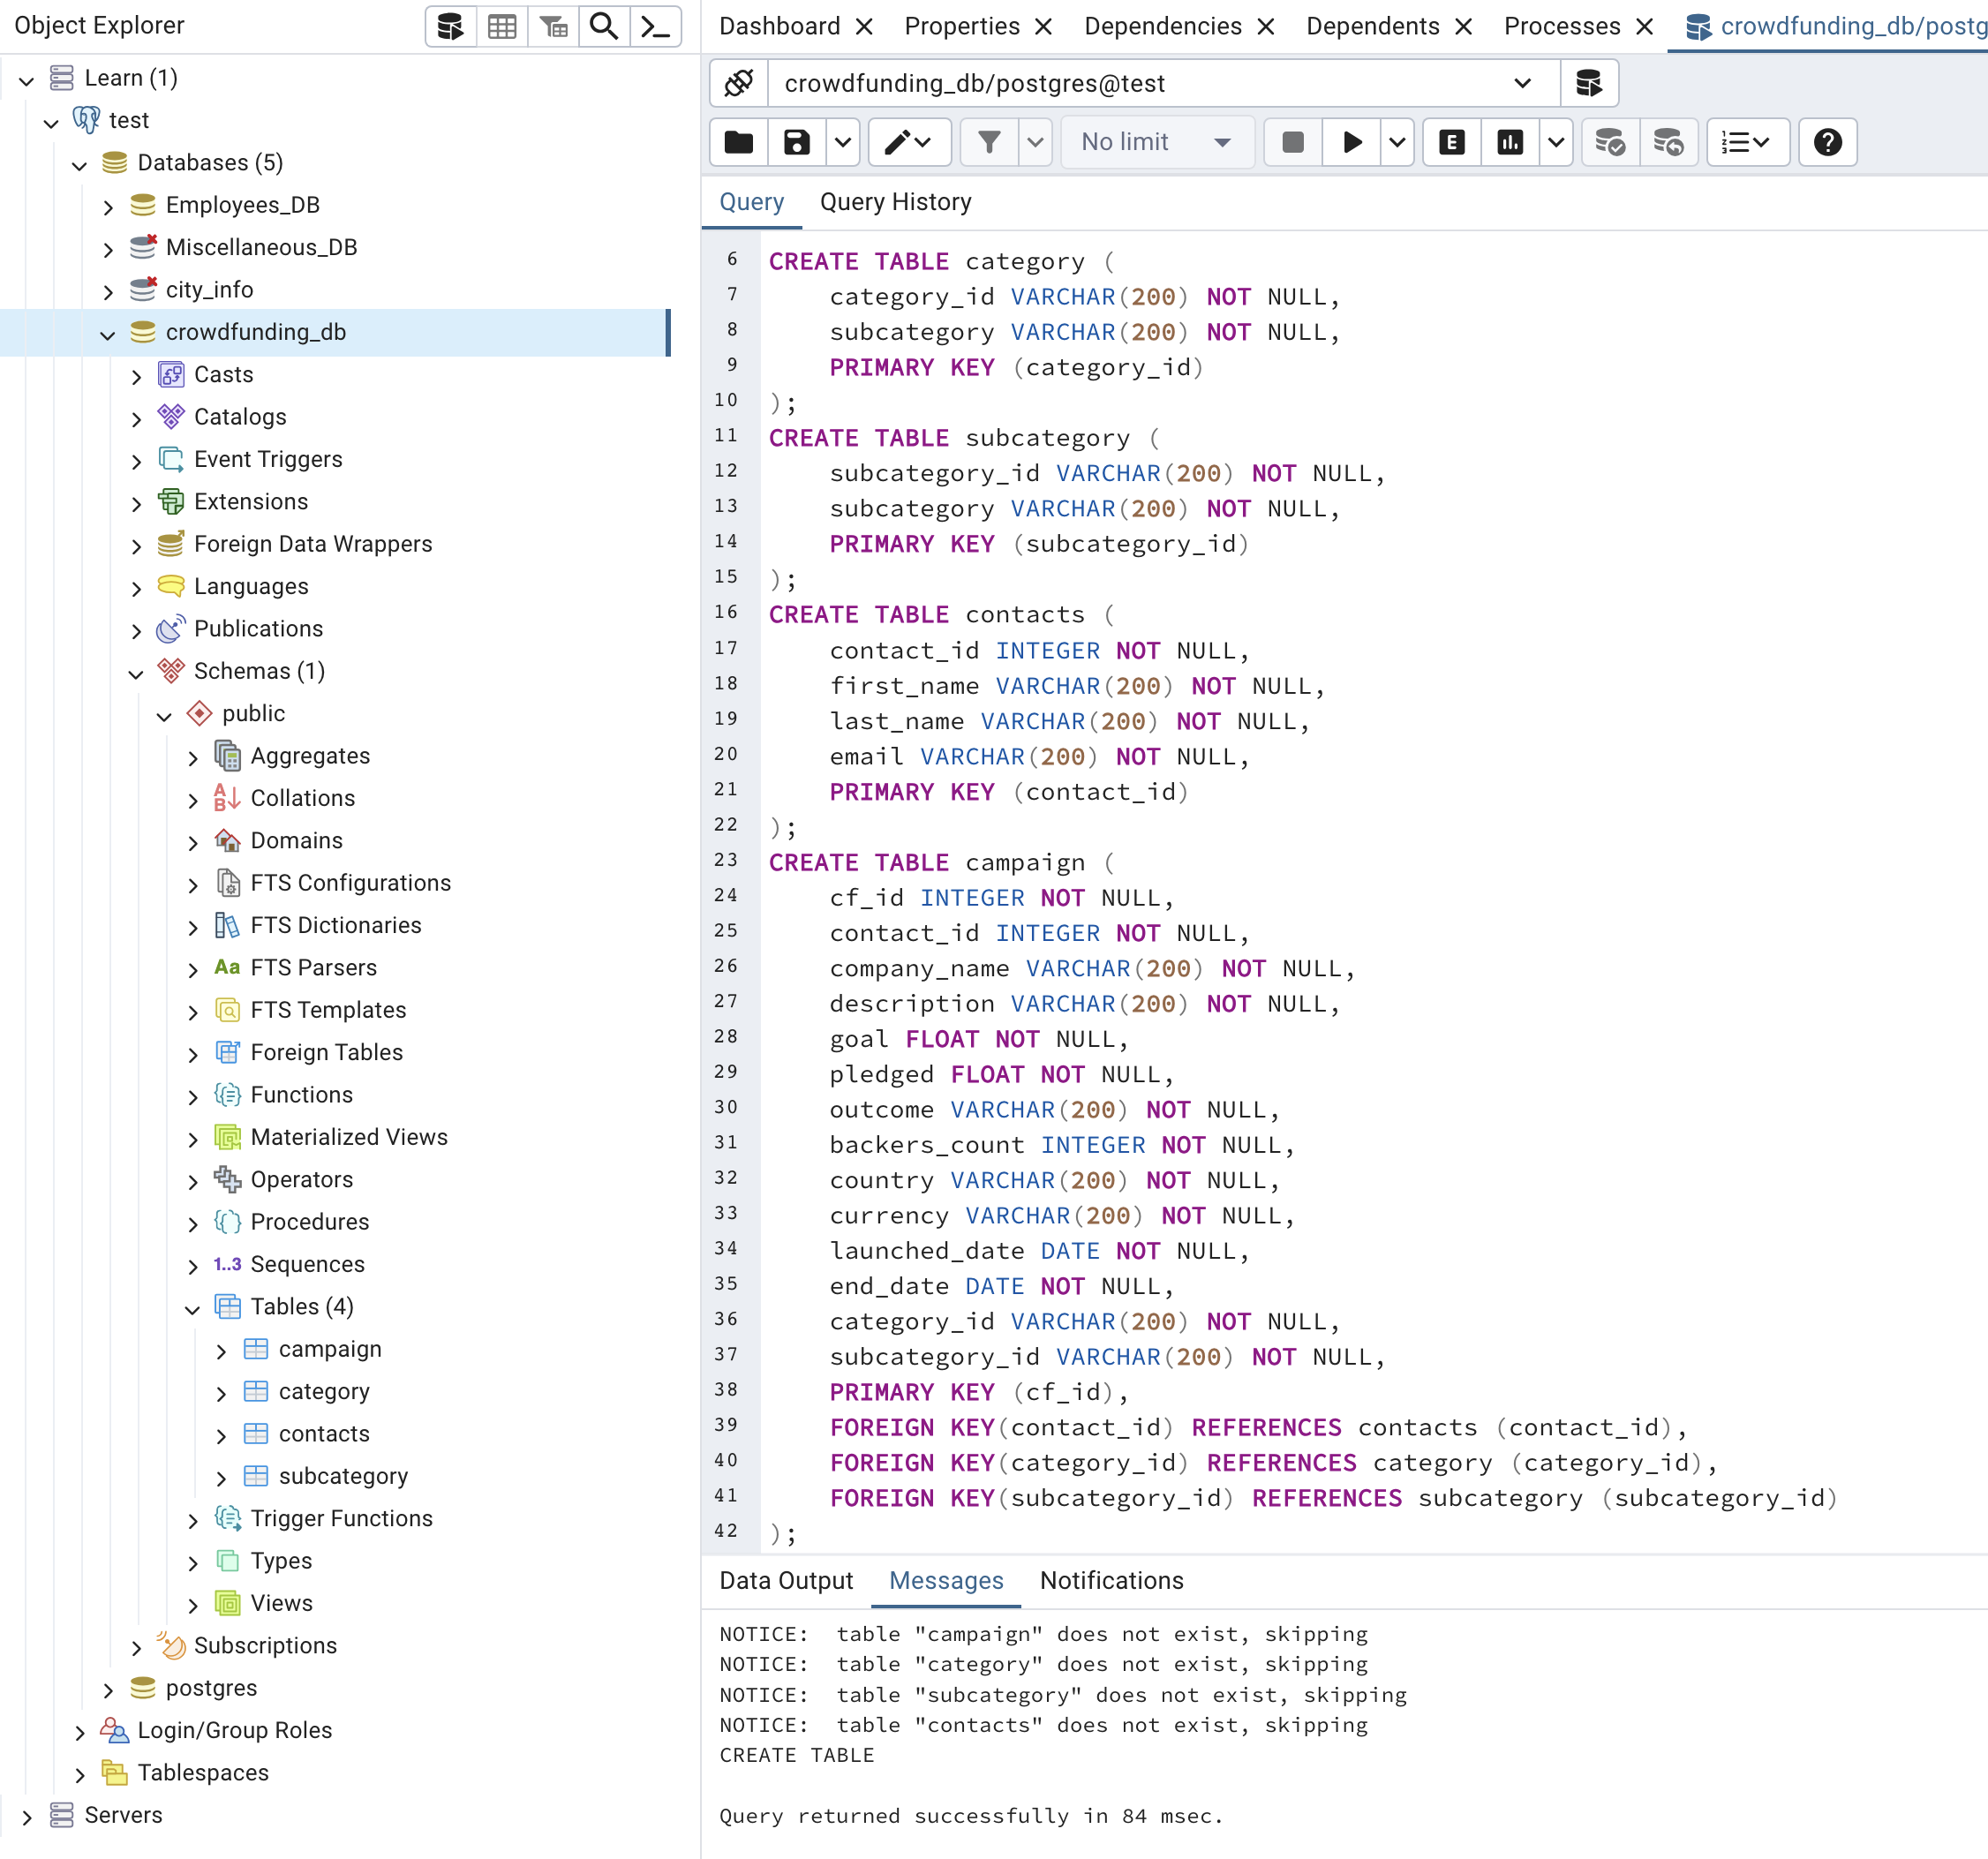 Object Explorer
Learn (1)
test
Databases (5)
Employees_DB
Miscellaneous_DB
city_info
crowdfunding_db
Casts
Catalogs
Event Triggers
Extensions
Foreign Data Wrappers
Languages
Publications
Schemas (1)
public
Aggregates
Collations
Domains
FTS Configurations
FTS Dictionaries
Aa FTS Parsers
FTS Templates
Foreign Tables
Functions
Materialized Views
Operators
Procedures
1..3 Sequences
Tables (4)
campaign
category
contacts
subcategory
Trigger Functions
Types
Views
Subscriptions
postgres
Login/Group Roles
Tablespaces
Servers
Dashboard Properties Dependencies Dependents Processes crowdfunding_db/postg
crowdfunding_db/postgres@test
No limit E
Query Query History
6 CREATE TABLE category (
7 category_id VARCHAR(200) NOT NULL,
8 subcategory VARCHAR(200) NOT NULL,
9 PRIMARY KEY (category_id)
10 );
11 CREATE TABLE subcategory (
12 subcategory_id VARCHAR(200) NOT NULL,
13 subcategory VARCHAR(200) NOT NULL,
14 PRIMARY KEY (subcategory_id)
15 );
16 CREATE TABLE contacts (
17 contact_id INTEGER NOT NULL,
18 first_name VARCHAR(200) NOT NULL,
19 last_name VARCHAR(200) NOT NULL,
20 email VARCHAR(200) NOT NULL,
21 PRIMARY KEY (contact_id)
22 );
23 CREATE TABLE campaign (
24 cf_id INTEGER NOT NULL,
25 contact_id INTEGER NOT NULL,
26 company_name VARCHAR(200) NOT NULL,
27 description VARCHAR(200) NOT NULL,
28 goal FLOAT NOT NULL,
29 pledged FLOAT NOT NULL,
30 outcome VARCHAR(200) NOT NULL,
31 backers_count INTEGER NOT NULL,
32 country VARCHAR(200) NOT NULL,
33 currency VARCHAR(200) NOT NULL,
34 launched_date DATE NOT NULL,
35 end_date DATE NOT NULL,
36 category_id VARCHAR(200) NOT NULL,
37 subcategory_id VARCHAR(200) NOT NULL,
38 PRIMARY KEY (cf_id),
39 FOREIGN KEY(contact_id) REFERENCES contacts (contact_id),
40 FOREIGN KEY(category_id) REFERENCES category (category_id),
41 FOREIGN KEY(subcategory_id) REFERENCES subcategory (subcategory_id)
42 );
Data Output Messages Notifications
NOTICE:  table "campaign" does not exist, skipping
NOTICE:  table "category" does not exist, skipping
NOTICE:  table "subcategory" does not exist, skipping
NOTICE:  table "contacts" does not exist, skipping
CREATE TABLE
Query returned successfully in 84 msec.